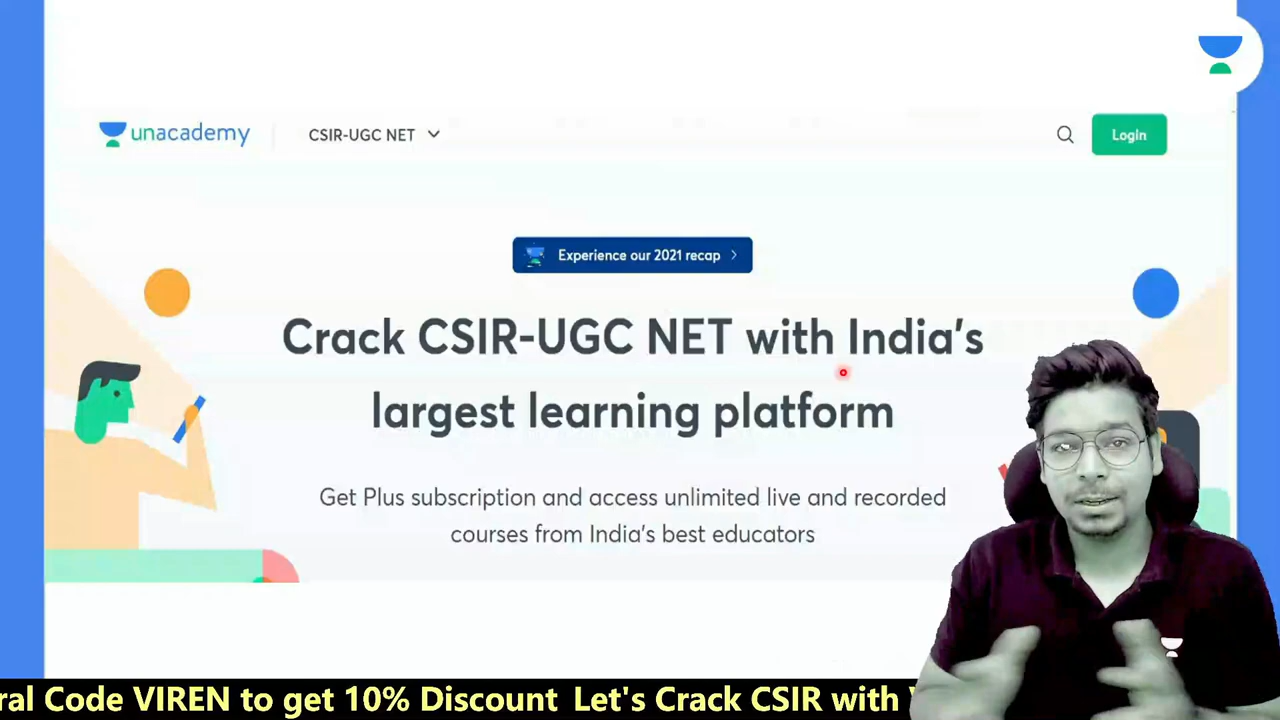 unacademy
CSIR-UGC NET
LogIn
Experience our 2021 recap
Crack CSIR-UGC NET with India's
largest learning platform
Get Plus subscription and access unlimited live and recorded
courses from India's best educators
Code VIREN to get 10% Discount Let's Crack CSIR with